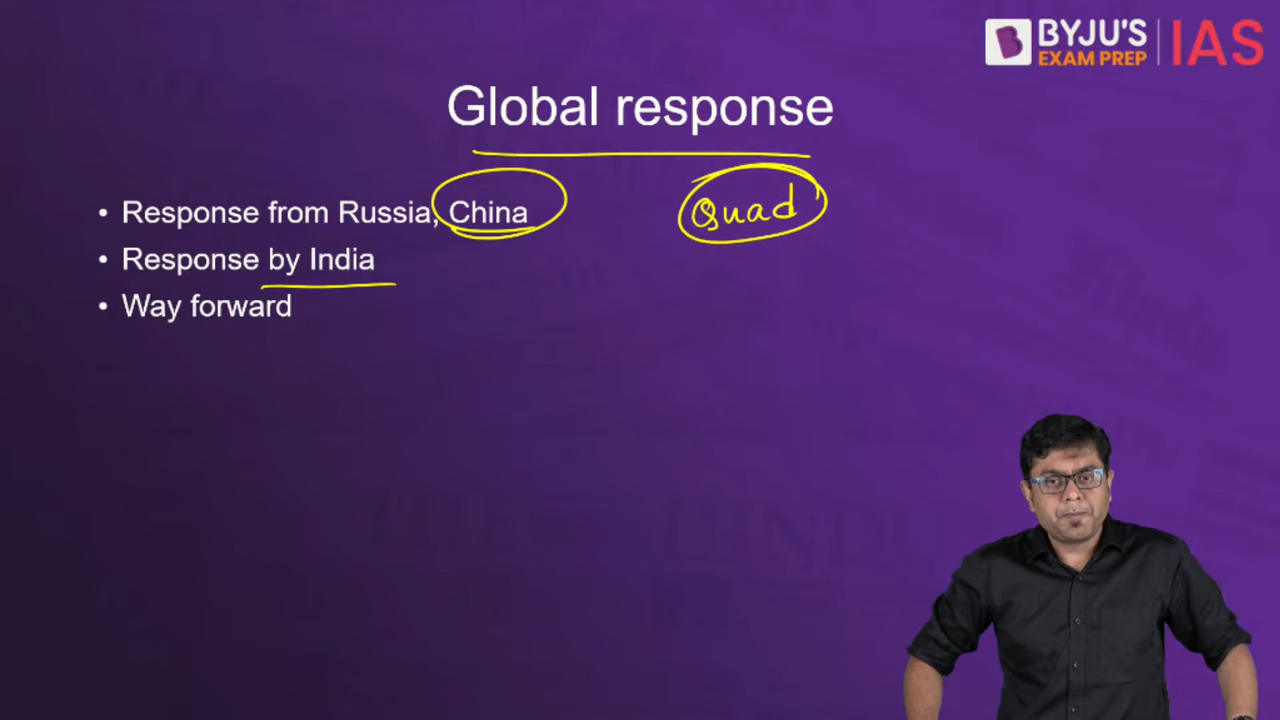 BYJU'S
EXAM PREP
IAS
Global response
• Response from Russia, China
Quad
• Response by India
• Way forward